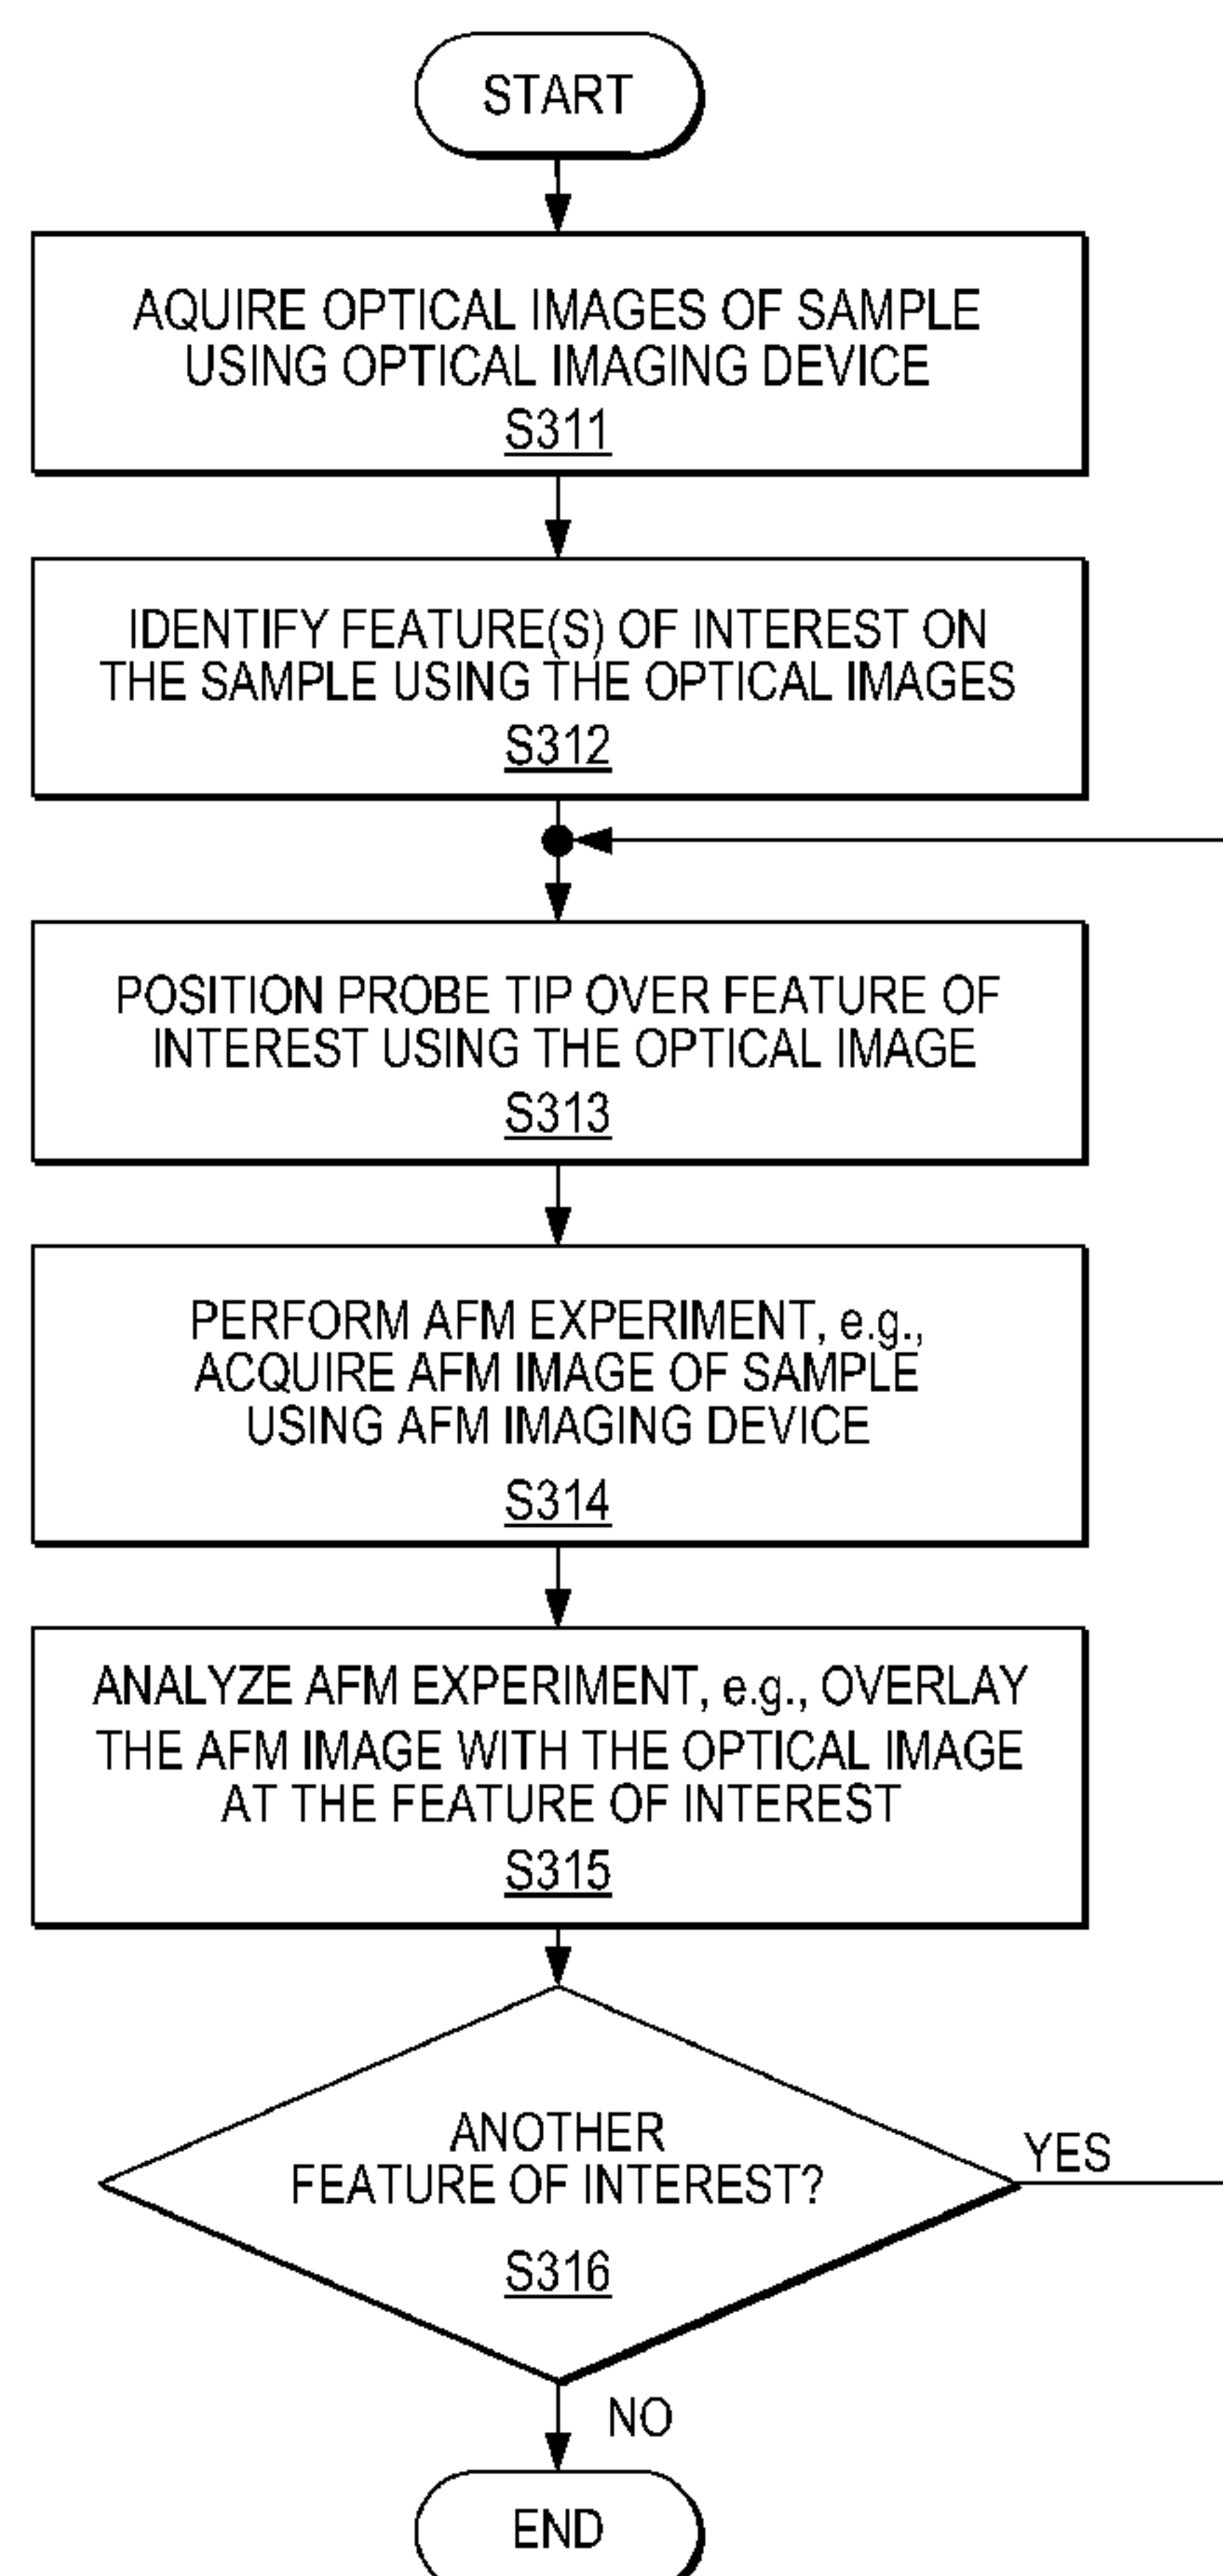 START
AQUIRE OPTICAL IMAGES OF SAMPLE
USING OPTICAL IMAGING DEVICE
S311
IDENTIFY FEATURE(S) OF INTEREST ON
THE SAMPLE USING THE OPTICAL IMAGES
S312
POSITION PROBE TIP OVER FEATURE OF
INTEREST USING THE OPTICAL IMAGE
S313
PERFORM AFM EXPERIMENT, e.g.,
ACQUIRE AFM IMAGE OF SAMPLE
USING AFM IMAGING DEVICE
S314
ANALYZE AFM EXPERIMENT, e.g., OVERLAY
THE AFM IMAGE WITH THE OPTICAL IMAGE
AT THE FEATURE OF INTEREST
S315
ANOTHER
FEATURE OF INTEREST?
S316
YES
NO
END